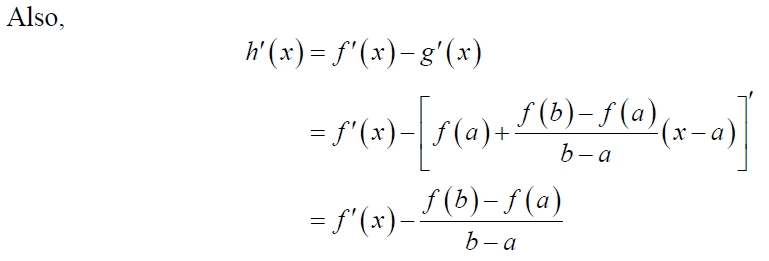 Also,
h′(x) = f′(x) − g′(x)
= f′(x) − [f(a) + (f(b) − f(a))/(b − a) (x − a)]′
= f′(x) − (f(b) − f(a))/(b − a)